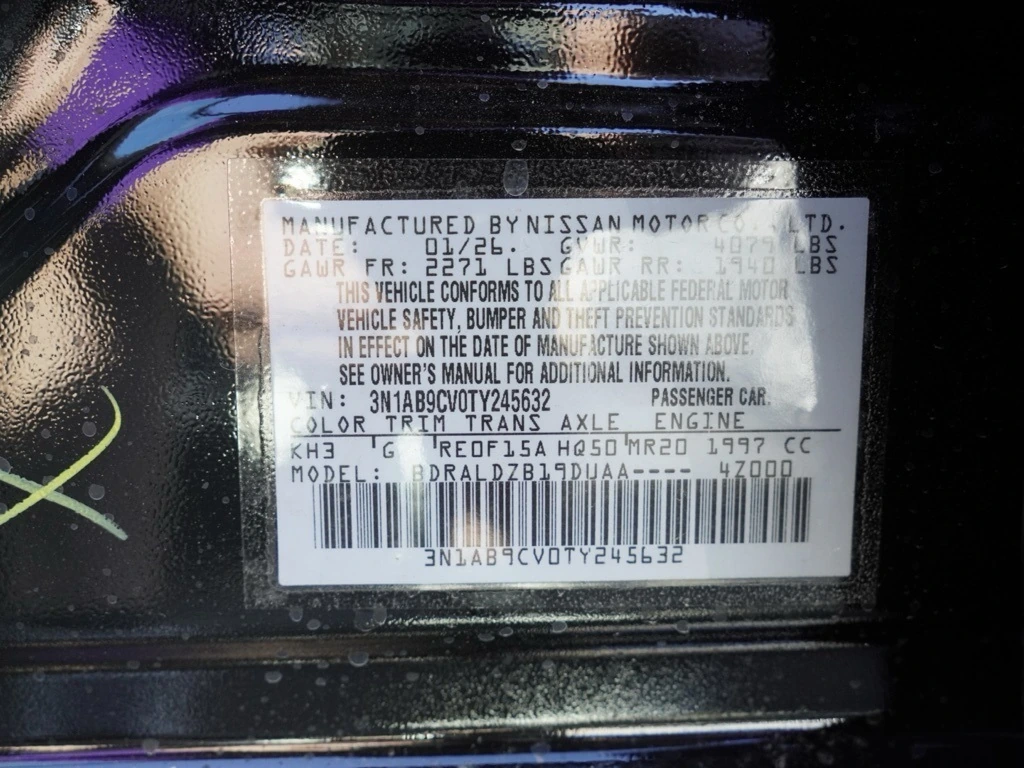 MANUFACTURED BY NISSAN MOTOR CO., LTD.
DATE: 01/26. GVWR: 4079 LBS
GAWR FR: 2271 LBS GAWR RR: 1940 LBS
THIS VEHICLE CONFORMS TO ALL APPLICABLE FEDERAL MOTOR
VEHICLE SAFETY, BUMPER AND THEFT PREVENTION STANDARDS
IN EFFECT ON THE DATE OF MANUFACTURE SHOWN ABOVE.
SEE OWNER'S MANUAL FOR ADDITIONAL INFORMATION.
VIN: 3N1AB9CV0TY245632 PASSENGER CAR.
COLOR TRIM TRANS AXLE ENGINE
KH3 G RE0F15A HQ50 MR20 1997 CC
MODEL: BDRALDZB19DUAA---- 4Z000
3N1AB9CV0TY245632